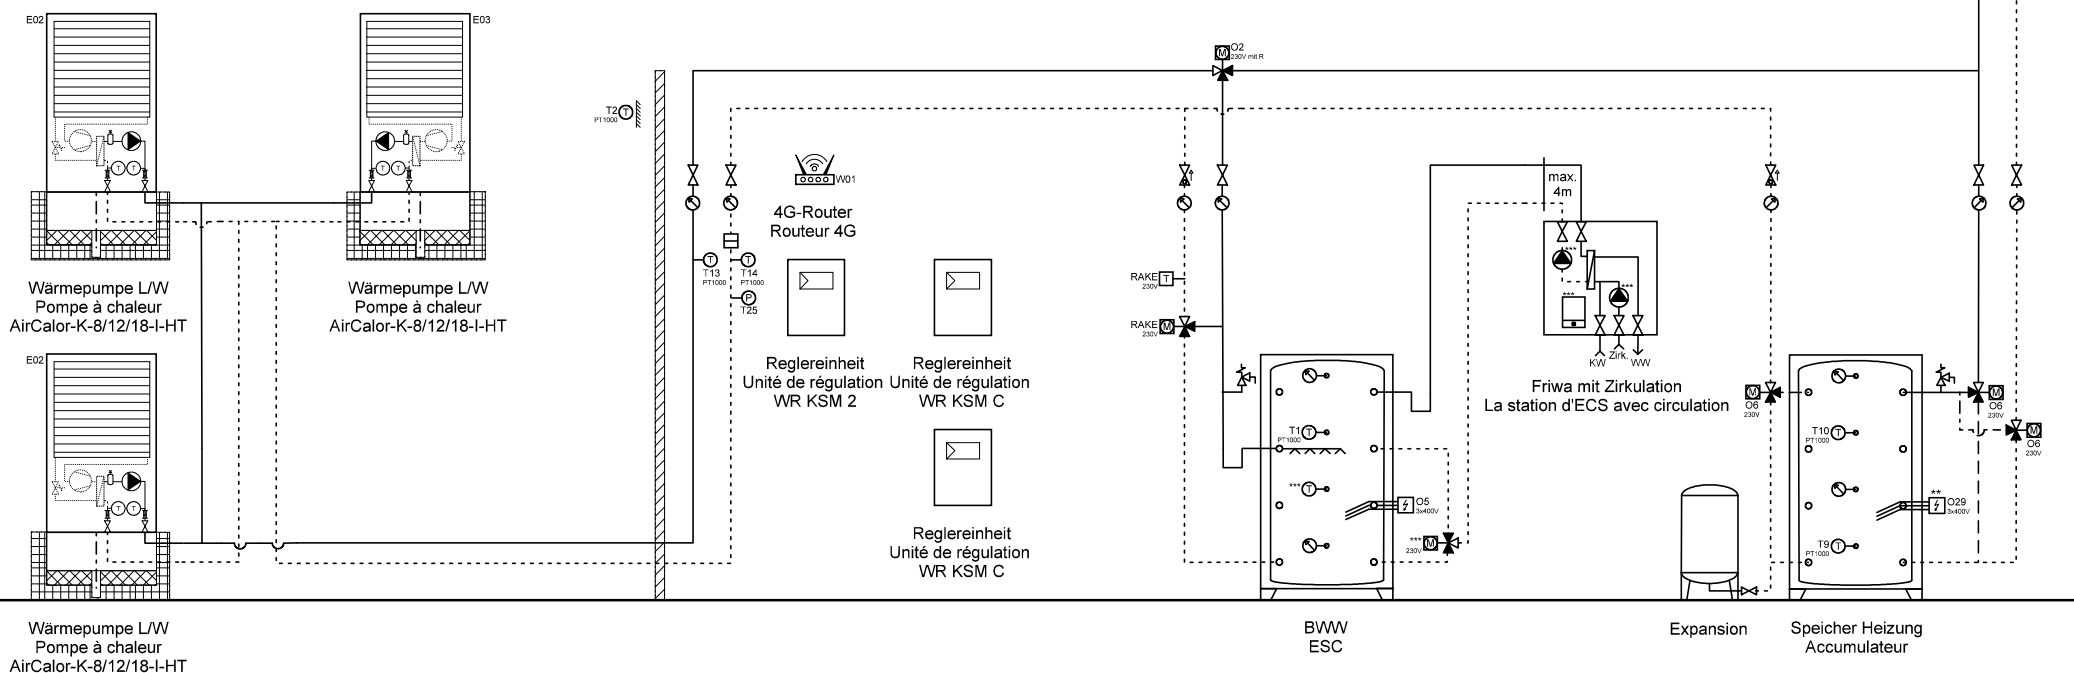 E02
Wärmepumpe L/W
Pompe à chaleur
AirCalor-K-8/12/18-I-HT
E03
Wärmepumpe L/W
Pompe à chaleur
AirCalor-K-8/12/18-I-HT
E02
Wärmepumpe L/W
Pompe à chaleur
AirCalor-K-8/12/18-I-HT
T T
T T
T T
T2 T
PT1000
W01
4G-Router
Routeur 4G
T
T13
PT1000
T
T14
PT1000
P
T25
Reglereinheit
Unité de régulation
WR KSM 2
Reglereinheit
Unité de régulation
WR KSM C
Reglereinheit
Unité de régulation
WR KSM C
M O2
230V mit R
RAKE T
230V
RAKE M
230V
T1 T
PT1000
*** T
O5
3x400V
*** M
230V
BWW
ESC
max.
4m
***
***
***
KW Zirk. WW
Friwa mit Zirkulation
La station d'ECS avec circulation
Expansion
M
O6
230V
M
O6
230V
M
O6
230V
T10 T
PT1000
**
O29
3x400V
T9 T
PT1000
Speicher Heizung
Accumulateur